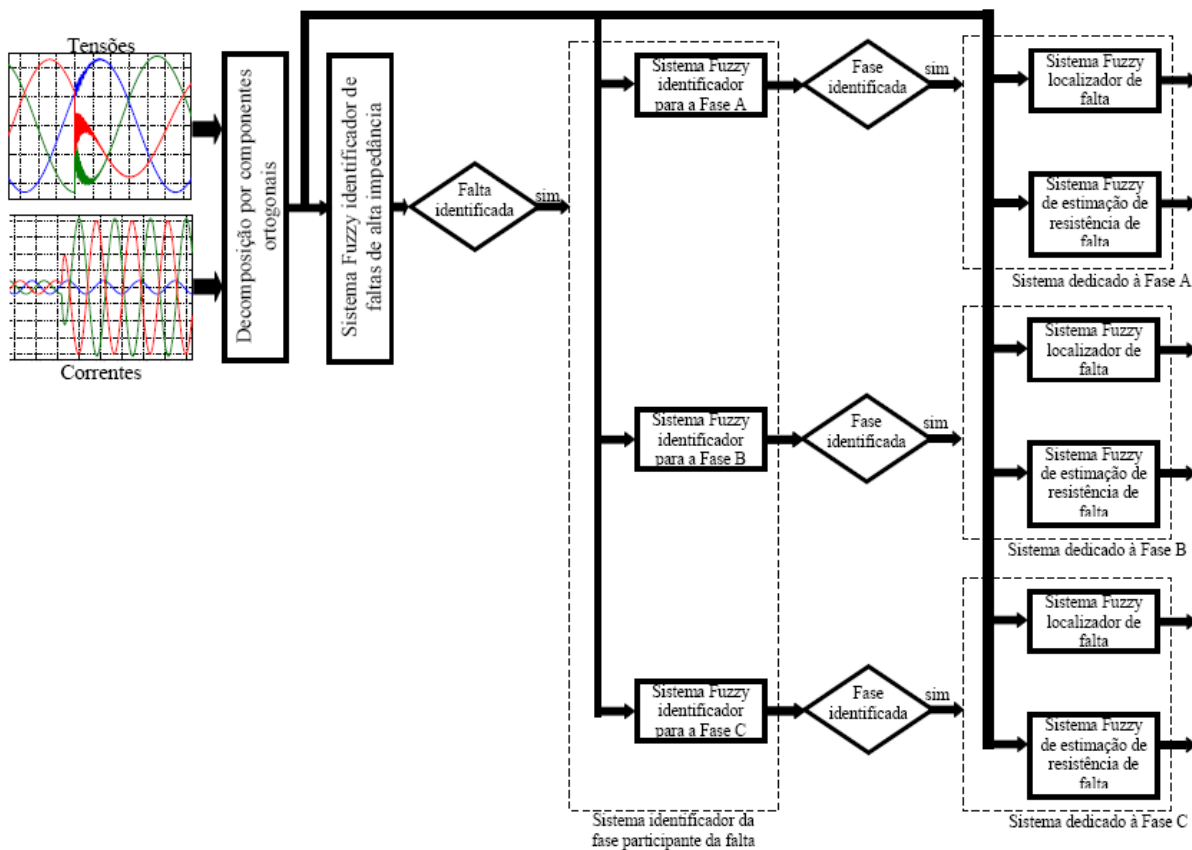 Tensões
Correntes
Decomposição por componentes
ortogonais
Sistema Fuzzy identificador de
faltas de alta impedância
Falta
identificada
sim
Sistema Fuzzy
identificador
para a Fase A
Fase
identificada
sim
Sistema Fuzzy
localizador de
falta
Sistema Fuzzy
de estimação de
resistência de
falta
Sistema dedicado à Fase A
Sistema Fuzzy
identificador
para a Fase B
Fase
identificada
sim
Sistema Fuzzy
localizador de
falta
Sistema Fuzzy
de estimação de
resistência de
falta
Sistema dedicado à Fase B
Sistema Fuzzy
identificador
para a Fase C
Fase
identificada
sim
Sistema Fuzzy
localizador de
falta
Sistema Fuzzy
de estimação de
resistência de
falta
Sistema dedicado à Fase C
Sistema identificador da
fase participante da falta